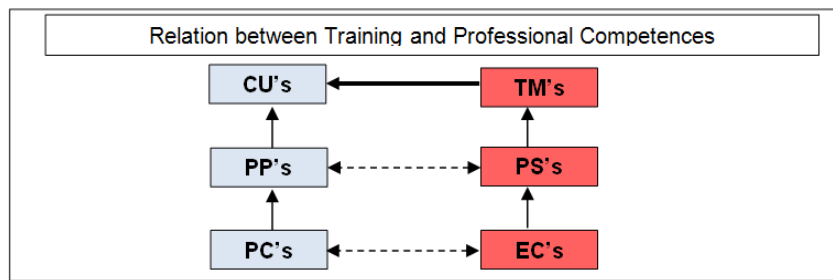 Relation between Training and Professional Competences
CU's TM's
PP's PS's
PC's EC's